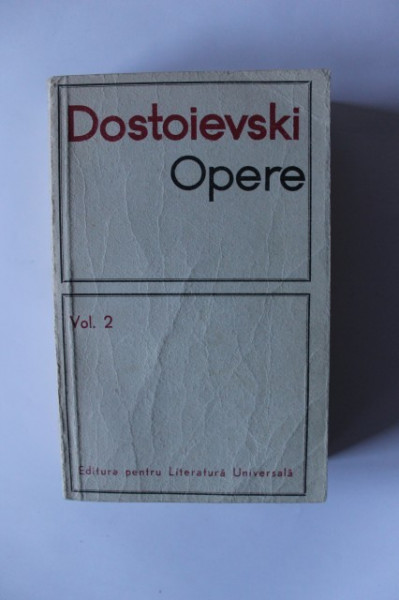 Dostoievski
Opere
Vol. 2
Editura pentru Literatură Universală